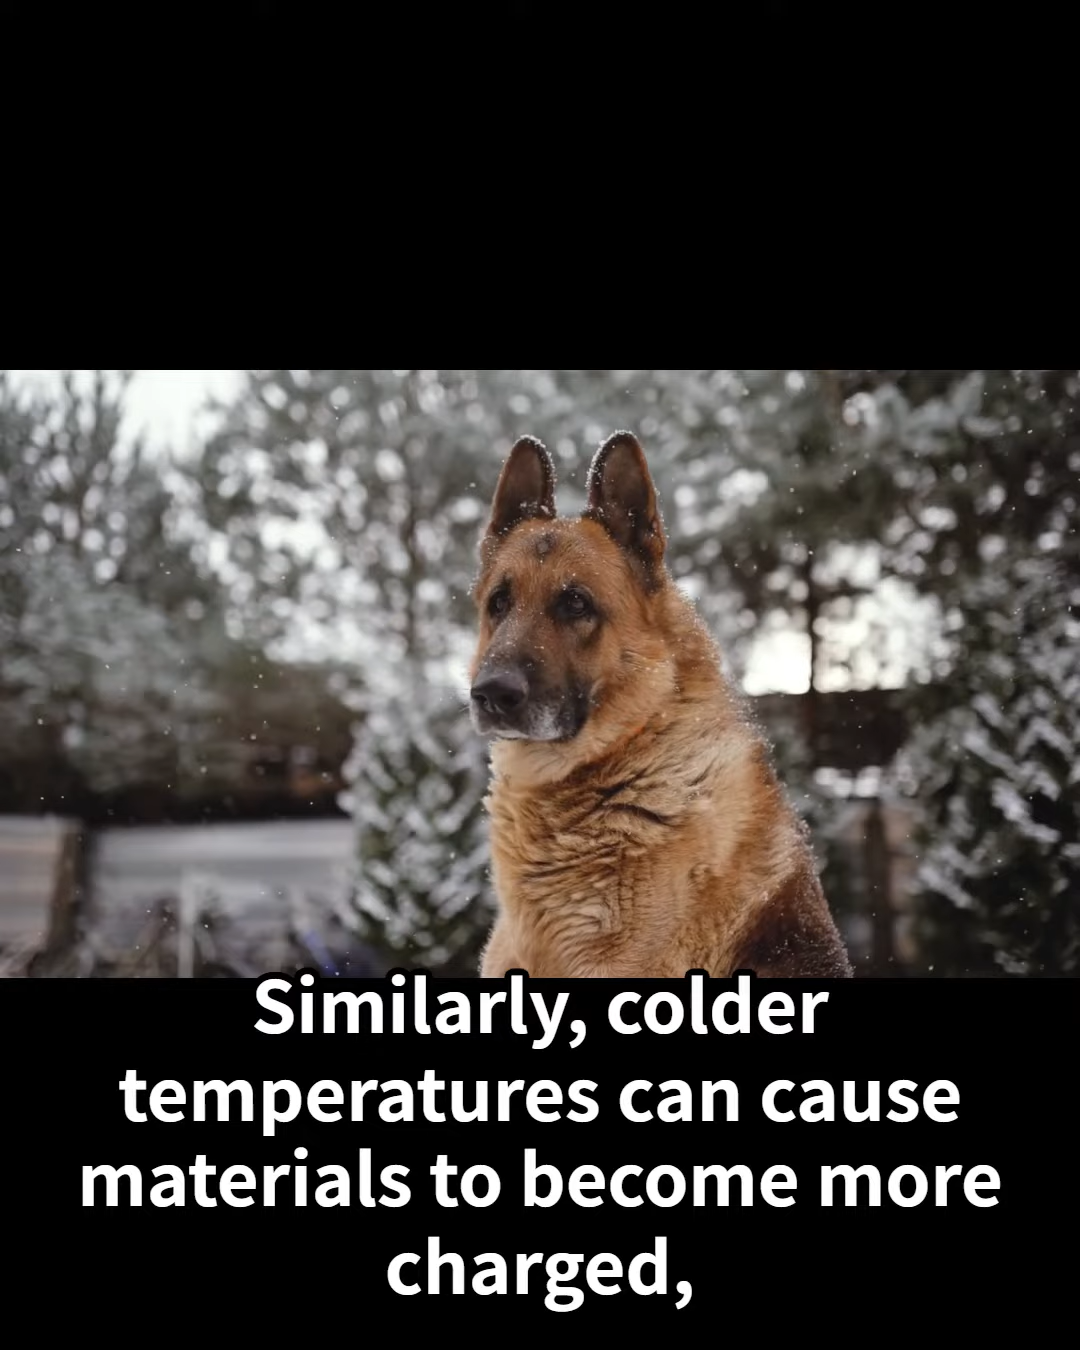 Similarly, colder
temperatures can cause
materials to become more
charged,